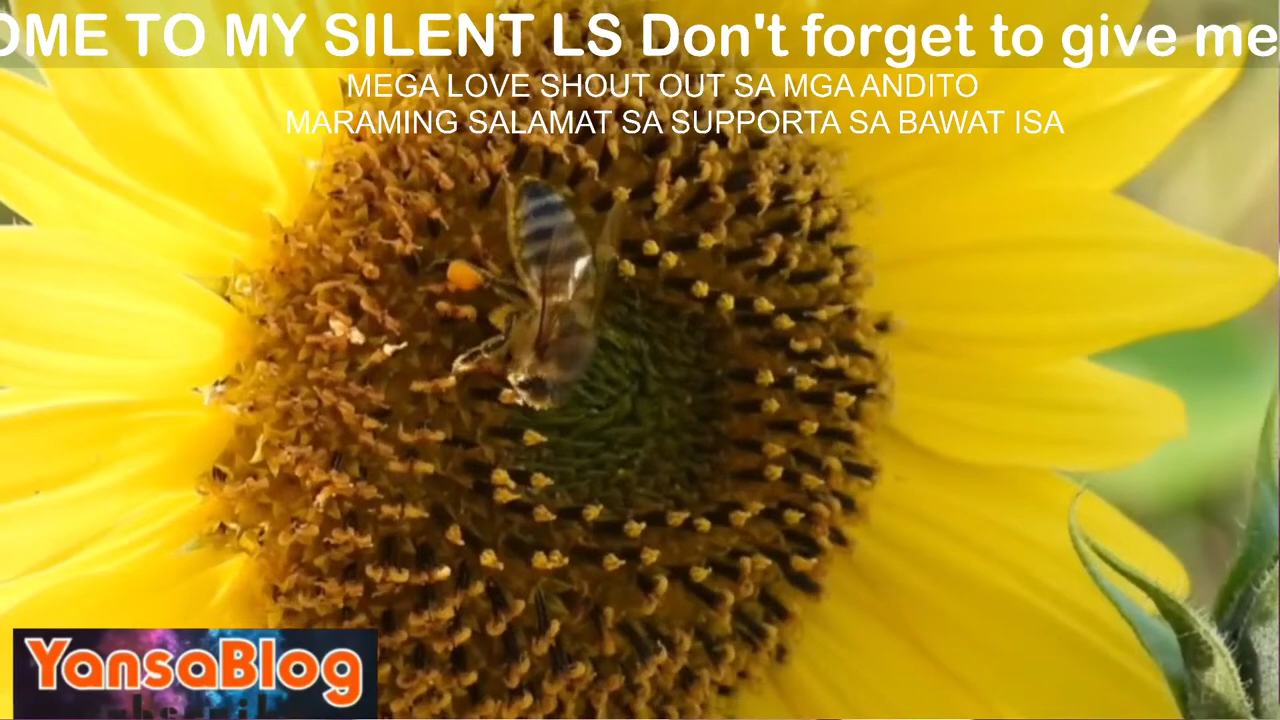 OME TO MY SILENT LS Don't forget to give me
MEGA LOVE SHOUT OUT SA MGA ANDITO
MARAMING SALAMAT SA SUPPORTA SA BAWAT ISA
YansaBlog